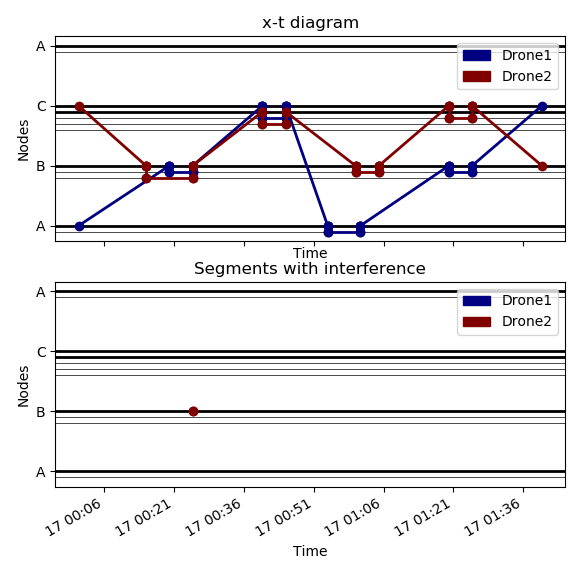 x-t diagram
A
Drone1
Drone2
C
Nodes
B
A
Time
Segments with interference
A
Drone1
Drone2
C
Nodes
B
A
17 00:06
17 00:21
17 00:36
17 00:51
17 01:06
17 01:21
17 01:36
Time